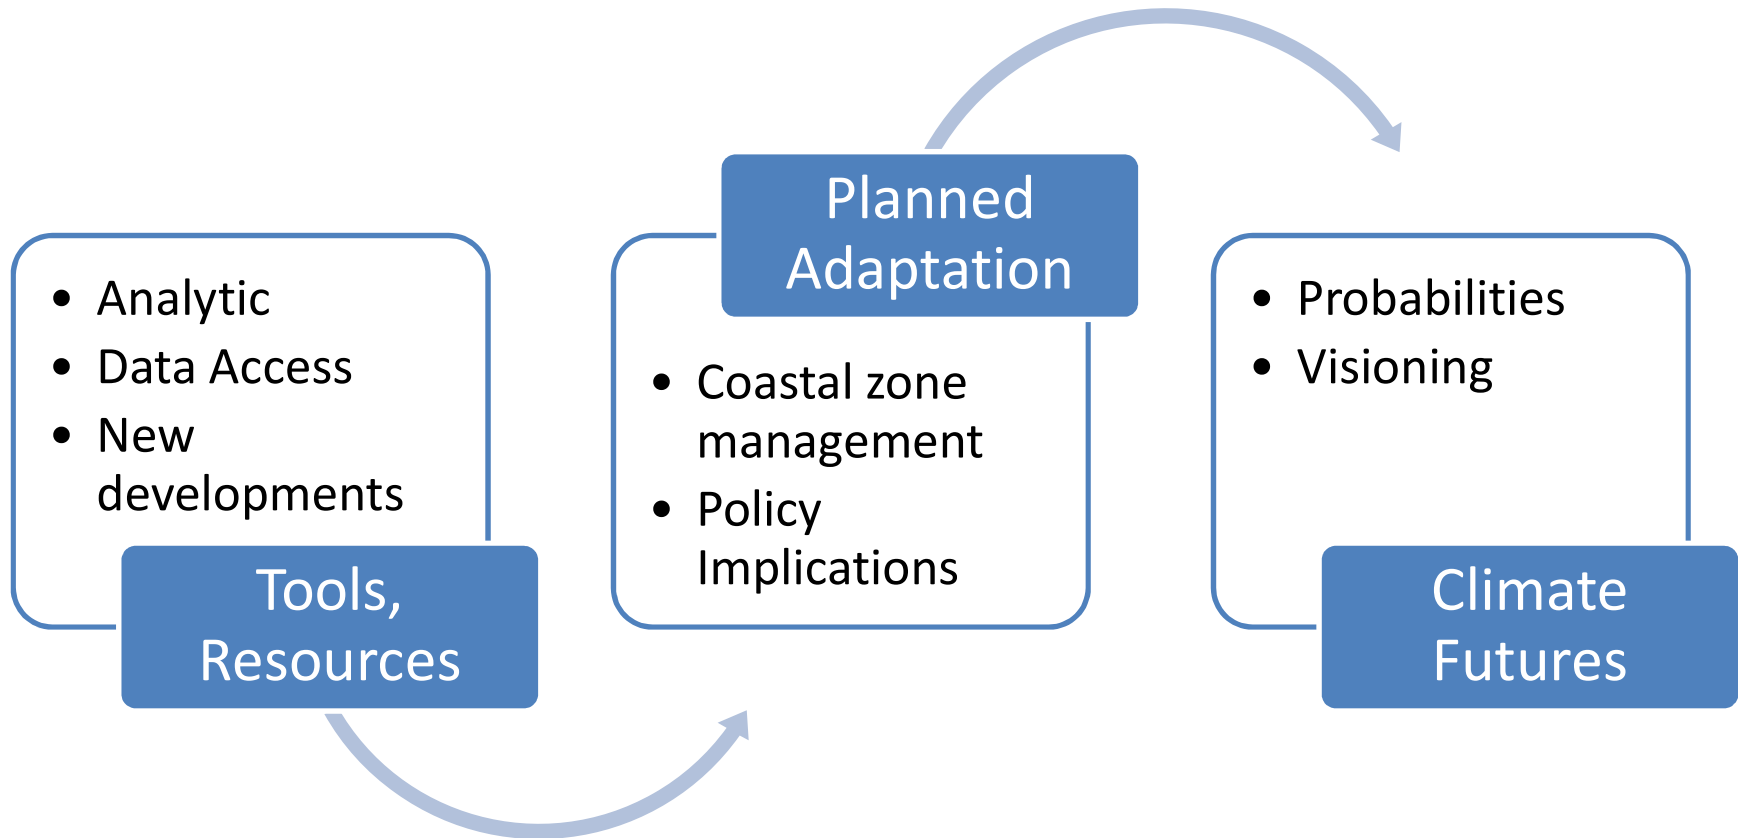 • Analytic
• Data Access
• New
developments
Tools,
Resources
Planned
Adaptation
• Coastal zone
management
• Policy
Implications
• Probabilities
• Visioning
Climate
Futures